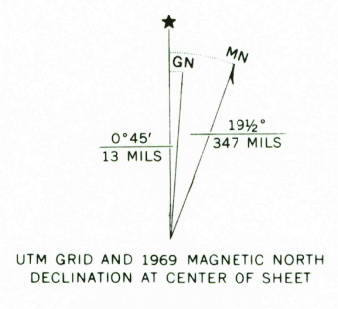 ★
GN
MN
0°45′
13 MILS
19½°
347 MILS
UTM GRID AND 1969 MAGNETIC NORTH
DECLINATION AT CENTER OF SHEET